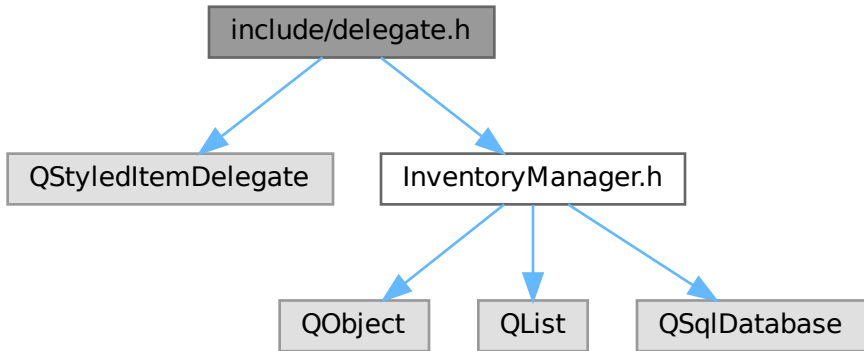 include/delegate.h
QStyledItemDelegate
InventoryManager.h
QObject
QList
QSqlDatabase